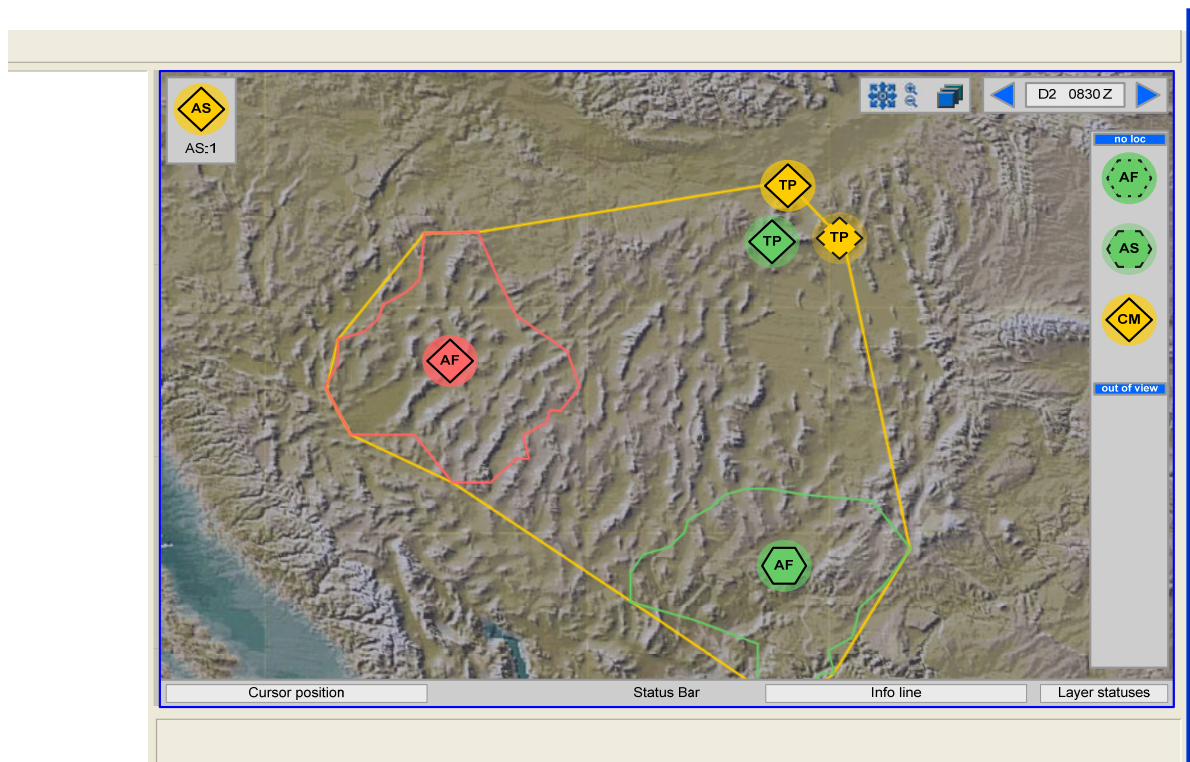 AS
AS:1
D2 0830 Z
no loc
AF
AS
CM
out of view
TP
TP
TP
AF
AF
Cursor position
Status Bar
Info line
Layer statuses